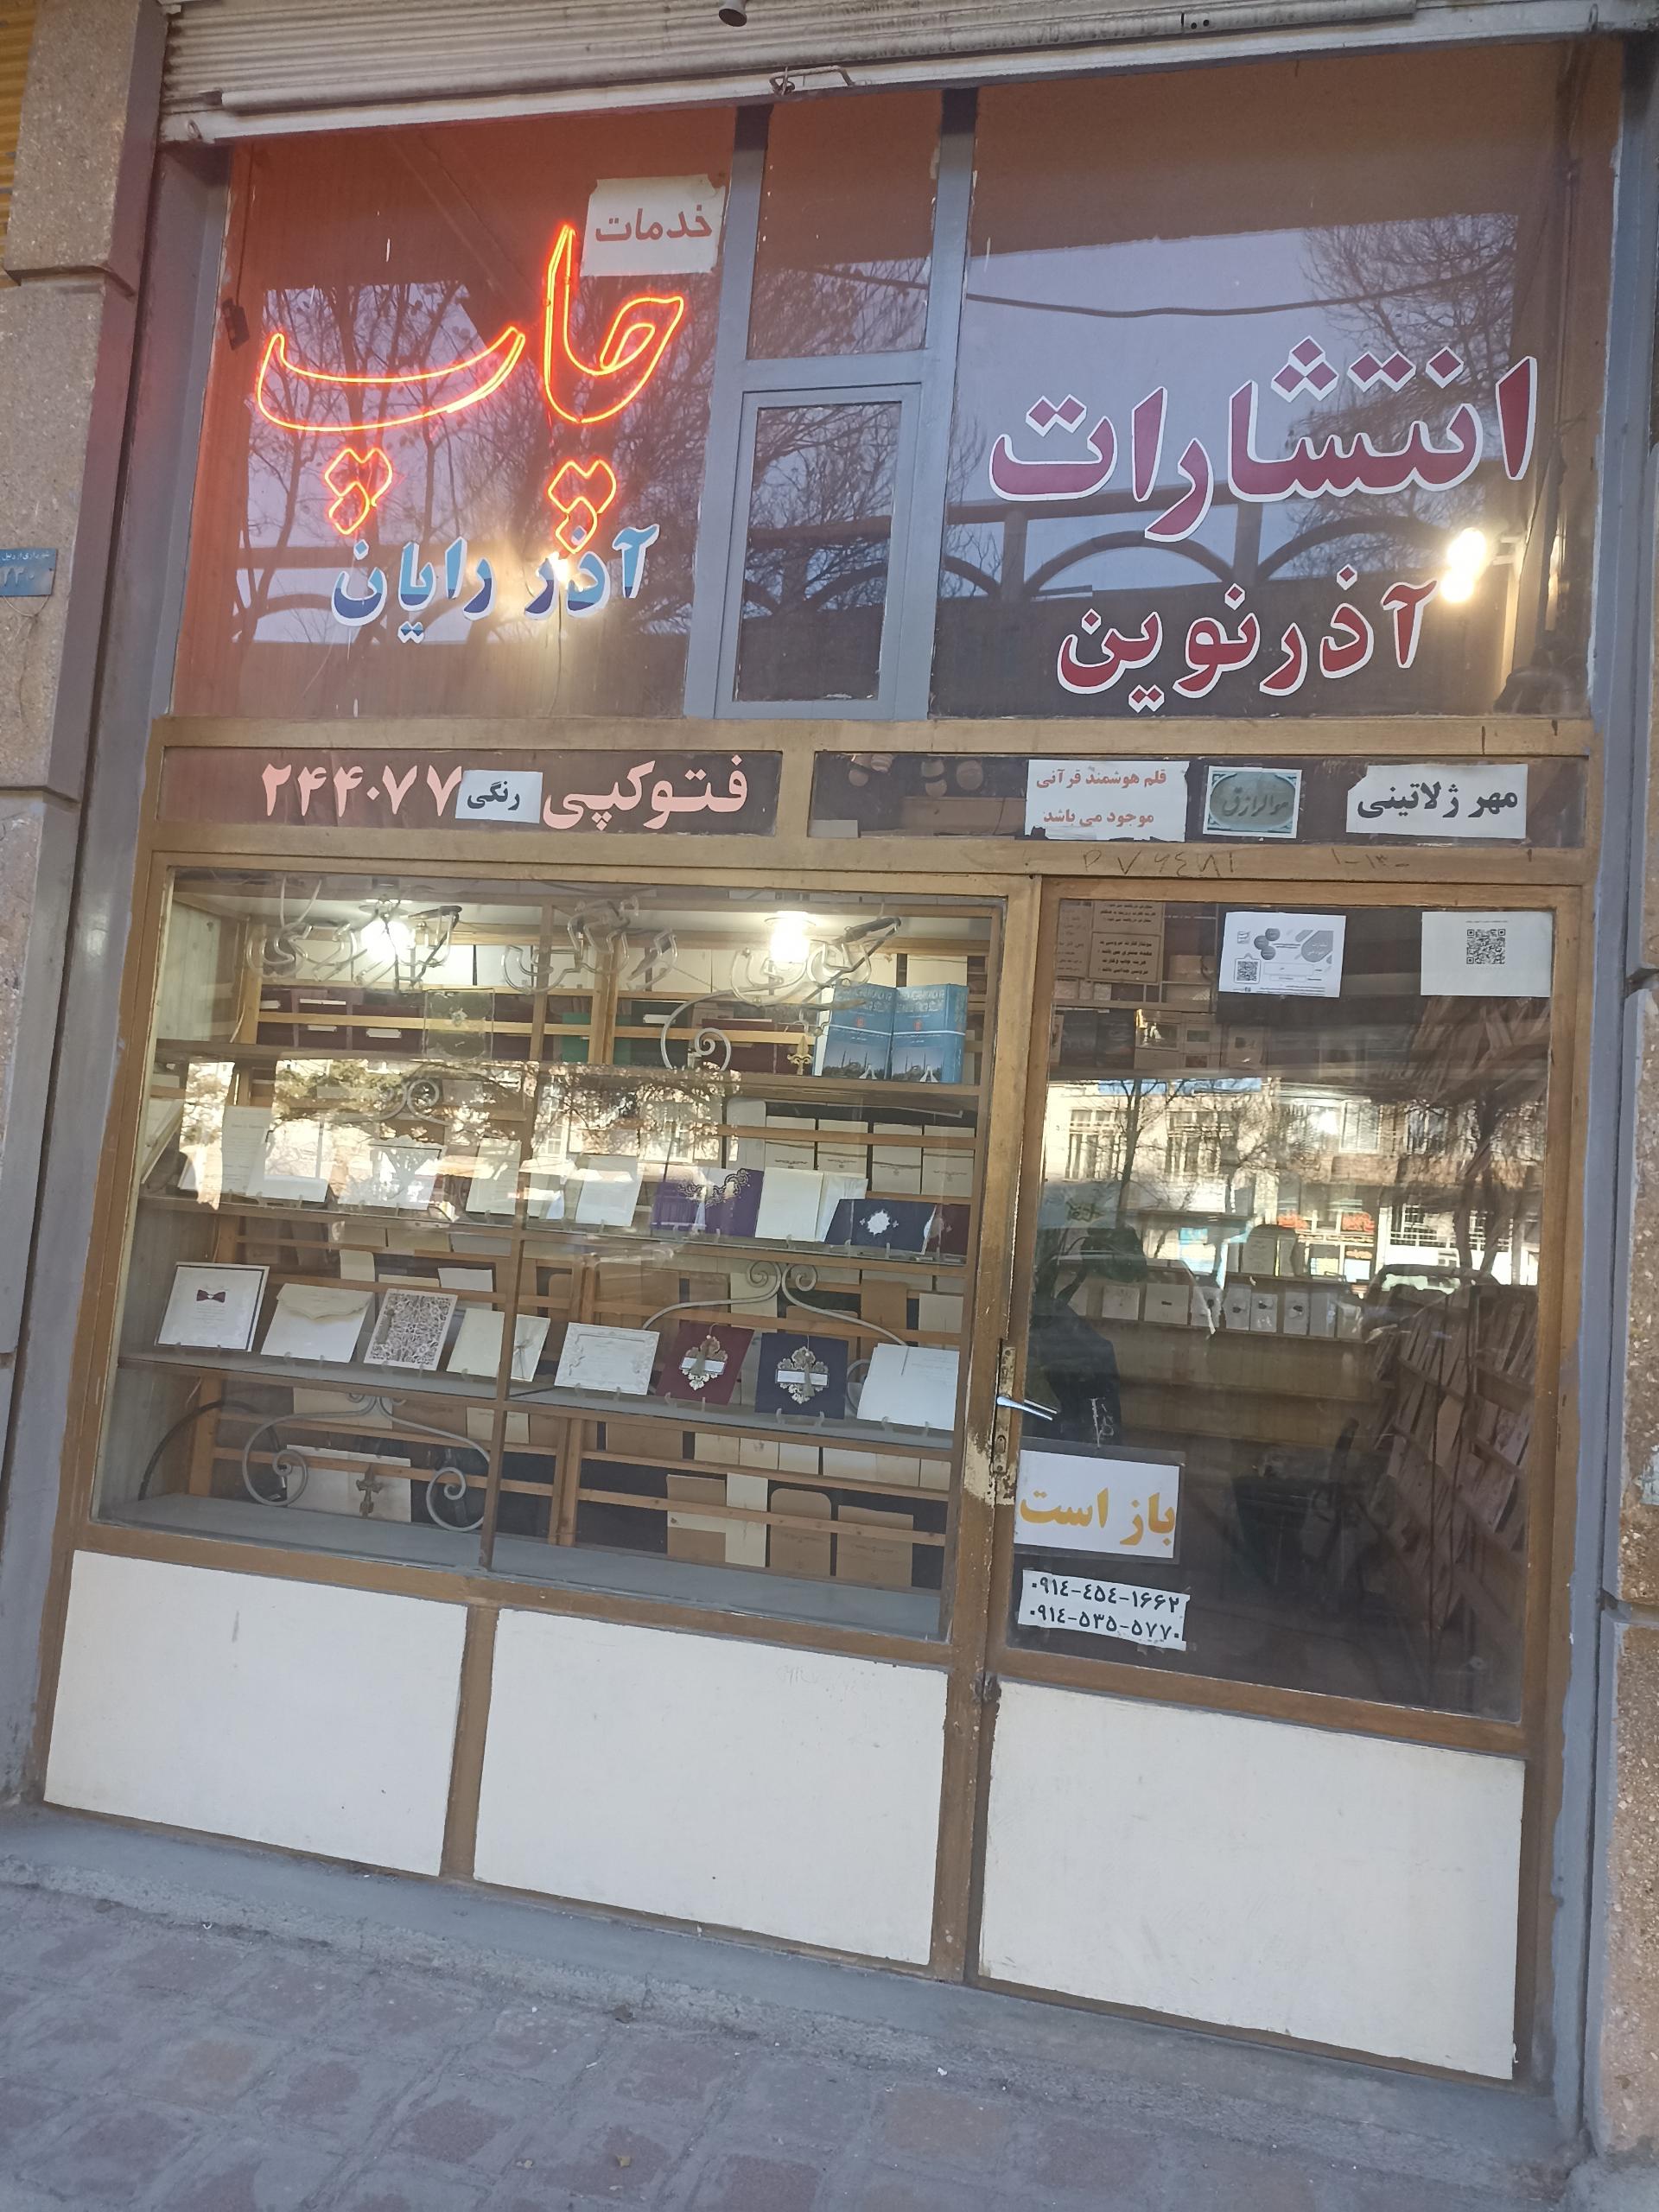 خدمات
چاپ
آذر رایان
انتشارات
آذرنوین
فتوکپی رنگی ۲۴۴۰۷۷
قلم هوشمند قرآنی
موجود می باشد
هوالرازق
مهر ژلاتینی
باز است
۰۹۱۴-۴۵۴-۱۶۶۲
۰۹۱۴-۵۳۵-۵۷۷۰